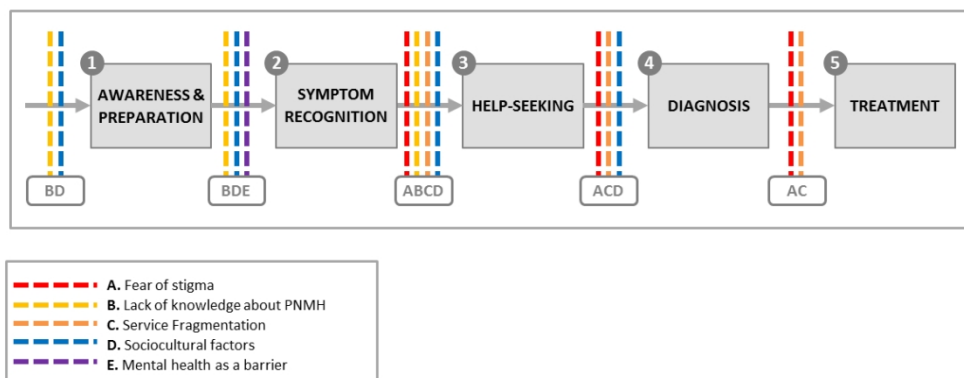 1
AWARENESS &
PREPARATION
2
SYMPTOM
RECOGNITION
3
HELP-SEEKING
4
DIAGNOSIS
5
TREATMENT
BD
BDE
ABCD
ACD
AC
A. Fear of stigma
B. Lack of knowledge about PNMH
C. Service Fragmentation
D. Sociocultural factors
E. Mental health as a barrier